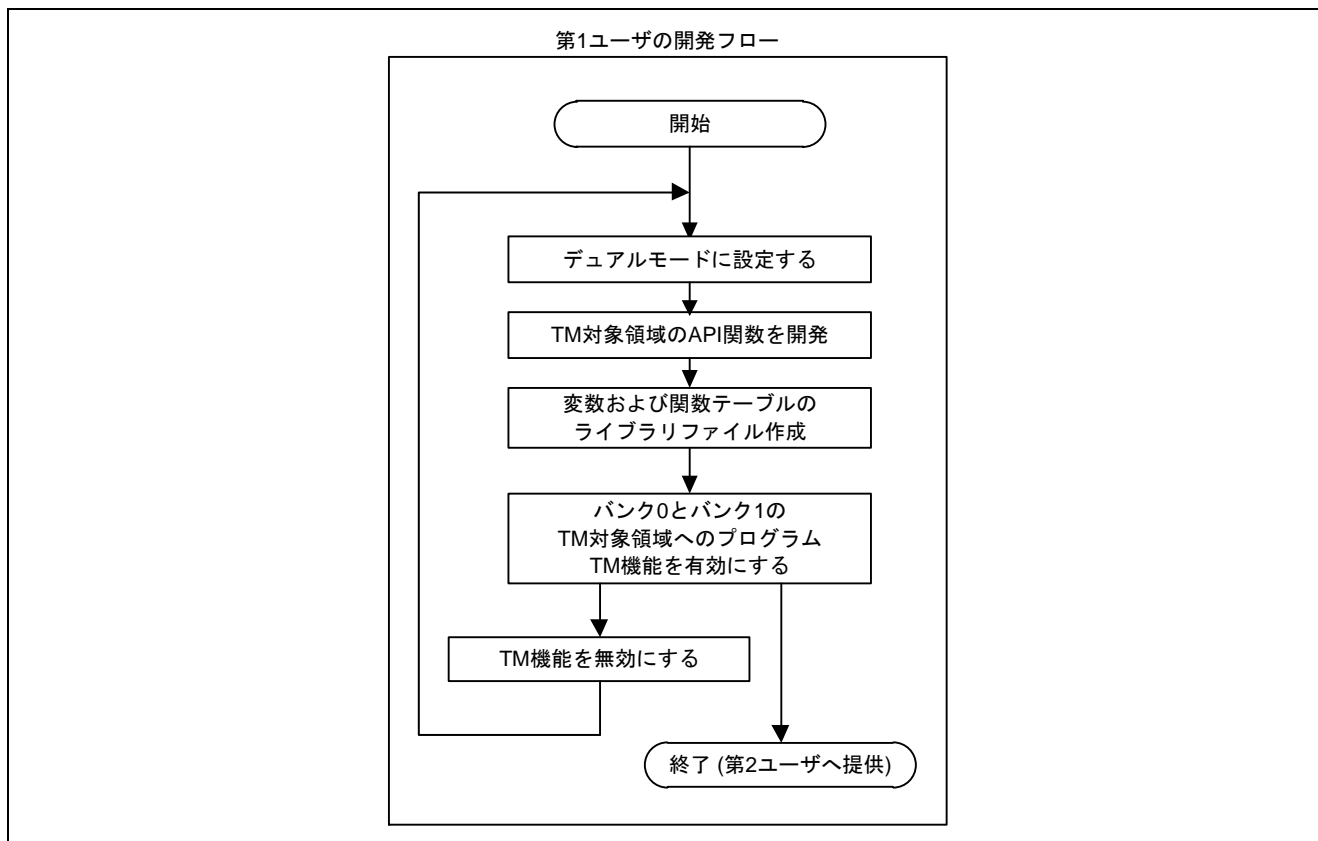 第1ユーザの開発フロー
開始
デュアルモードに設定する
TM対象領域のAPI関数を開発
変数および関数テーブルの
ライブラリファイル作成
バンク0とバンク1の
TM対象領域へのプログラム
TM機能を有効にする
TM機能を無効にする
終了 (第2ユーザへ提供)